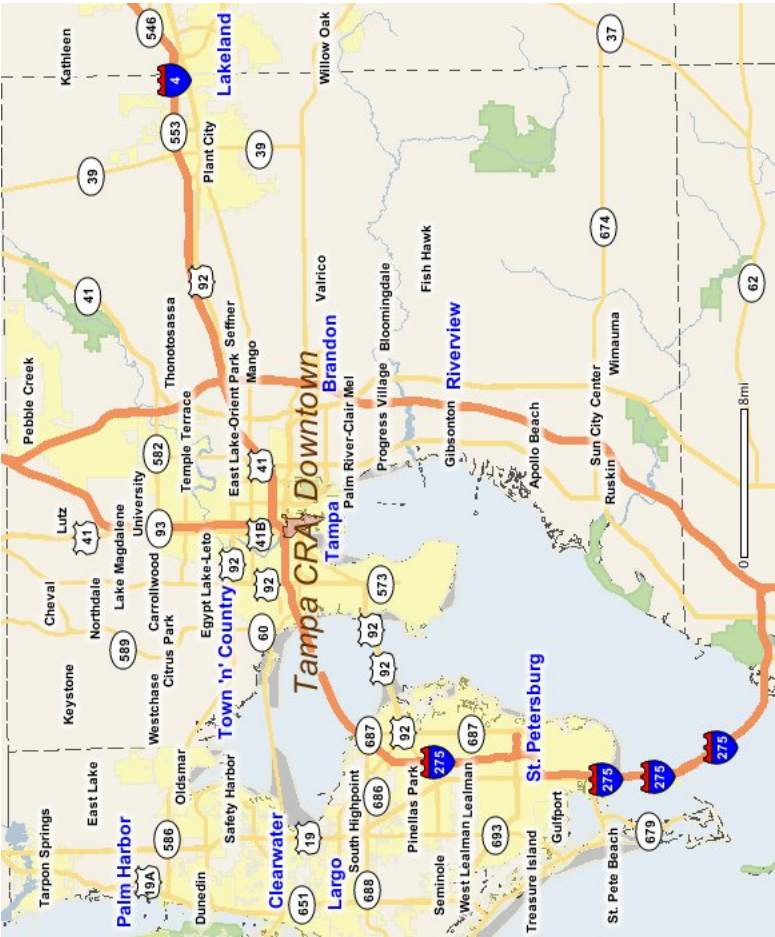 Tarpon Springs
Pebble Creek
Cheval
Lutz
Kathleen
Keystone
41
39
East Lake
Northdale
41
Palm Harbor
19A
589
Lake Magdalene
University
582
546
Westchase
Carrollwood
93
Thonotosassa
586
Citrus Park
553
4
Oldsmar
Temple Terrace
92
Plant City
Dunedin
Egypt Lake-Leto
Safety Harbor
Town 'n' Country
92
East Lake-Orient Park
Seffner
Lakeland
Mango
60
92
41B
41
39
Clearwater
651
19
Tampa CRA Downtown
Valrico
Willow Oak
Largo
Tampa
Brandon
South Highpoint
Palm River-Clair Mel
688
687
92
573
686
92
Progress Village
Bloomingdale
92
Pinellas Park
Fish Hawk
Seminole
275
Gibsonton
Riverview
West Lealman
Lealman
687
693
Treasure Island
St. Petersburg
Apollo Beach
Gulfport
275
Sun City Center
674
37
St. Pete Beach
Ruskin
Wimauma
679
275
275
0
8mi
62